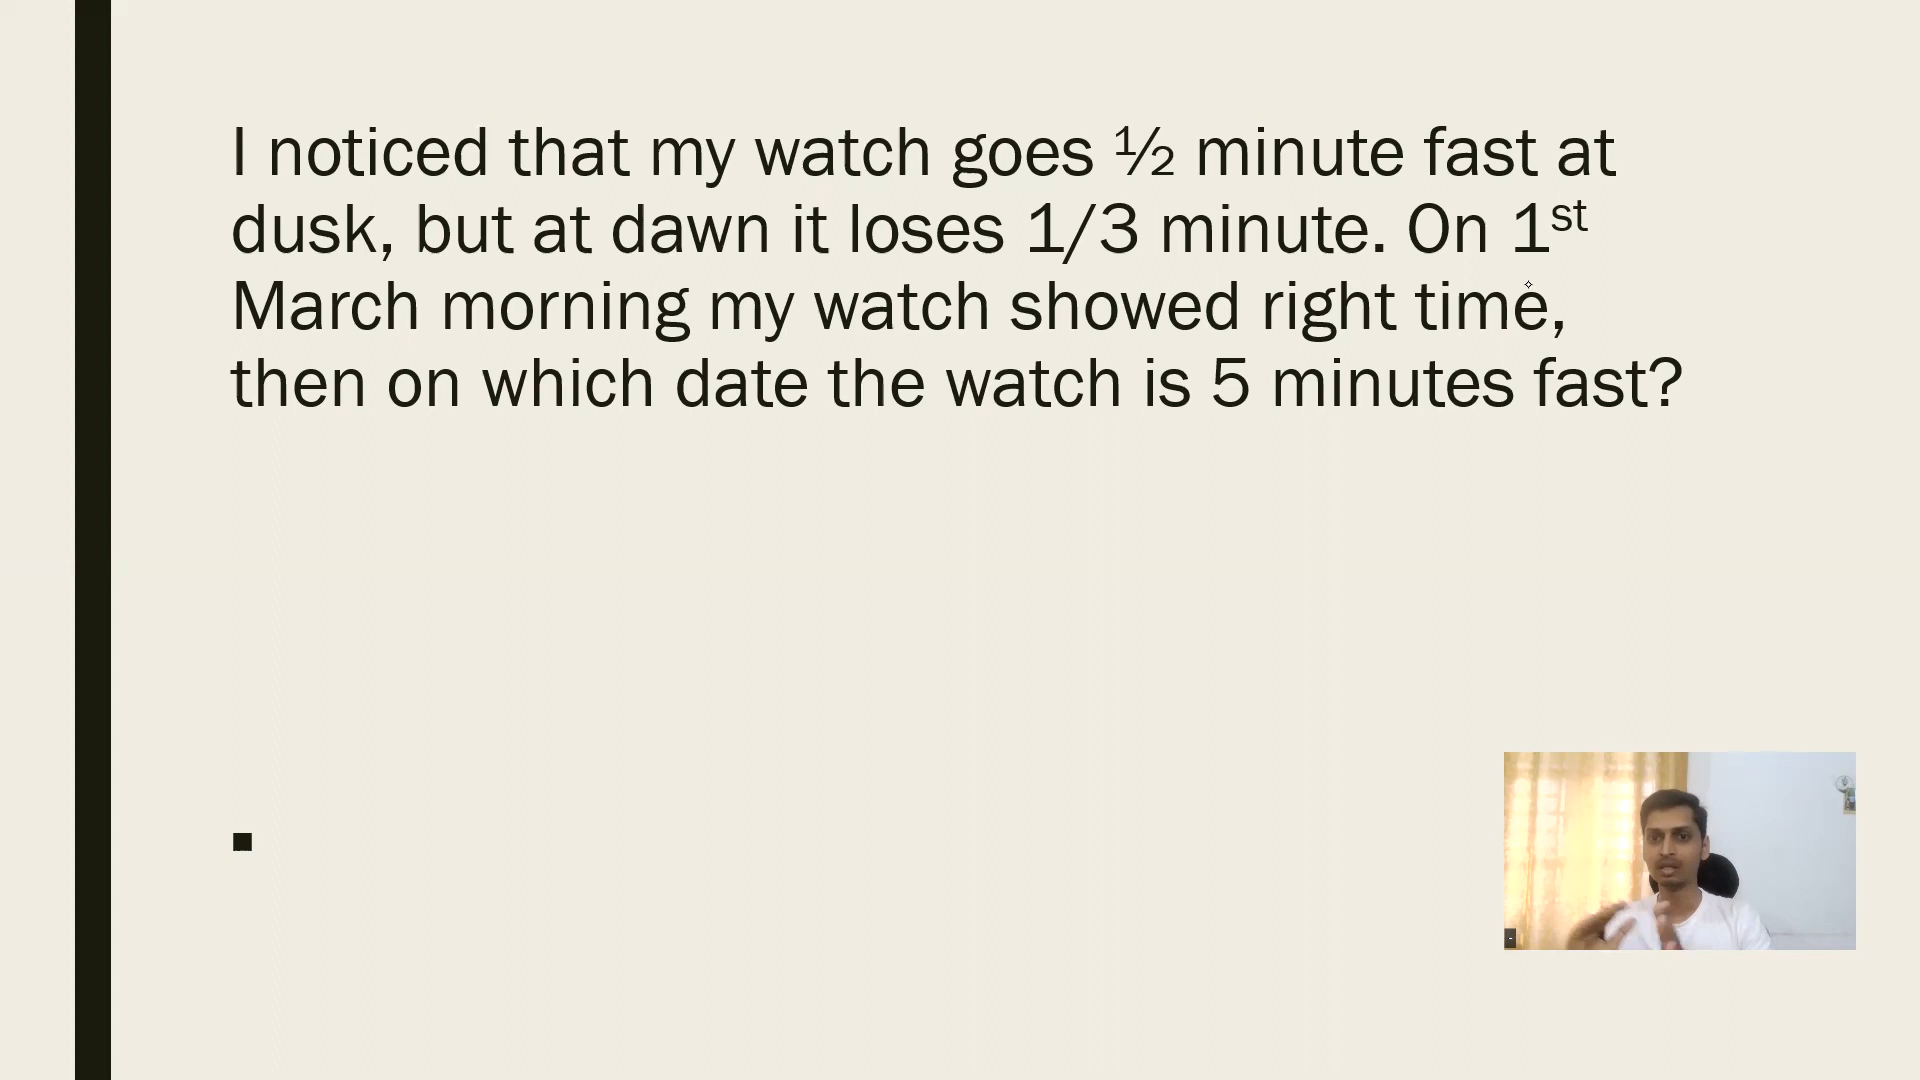 I noticed that my watch goes ½ minute fast at
dusk, but at dawn it loses 1/3 minute. On 1st
March morning my watch showed right time,
then on which date the watch is 5 minutes fast?